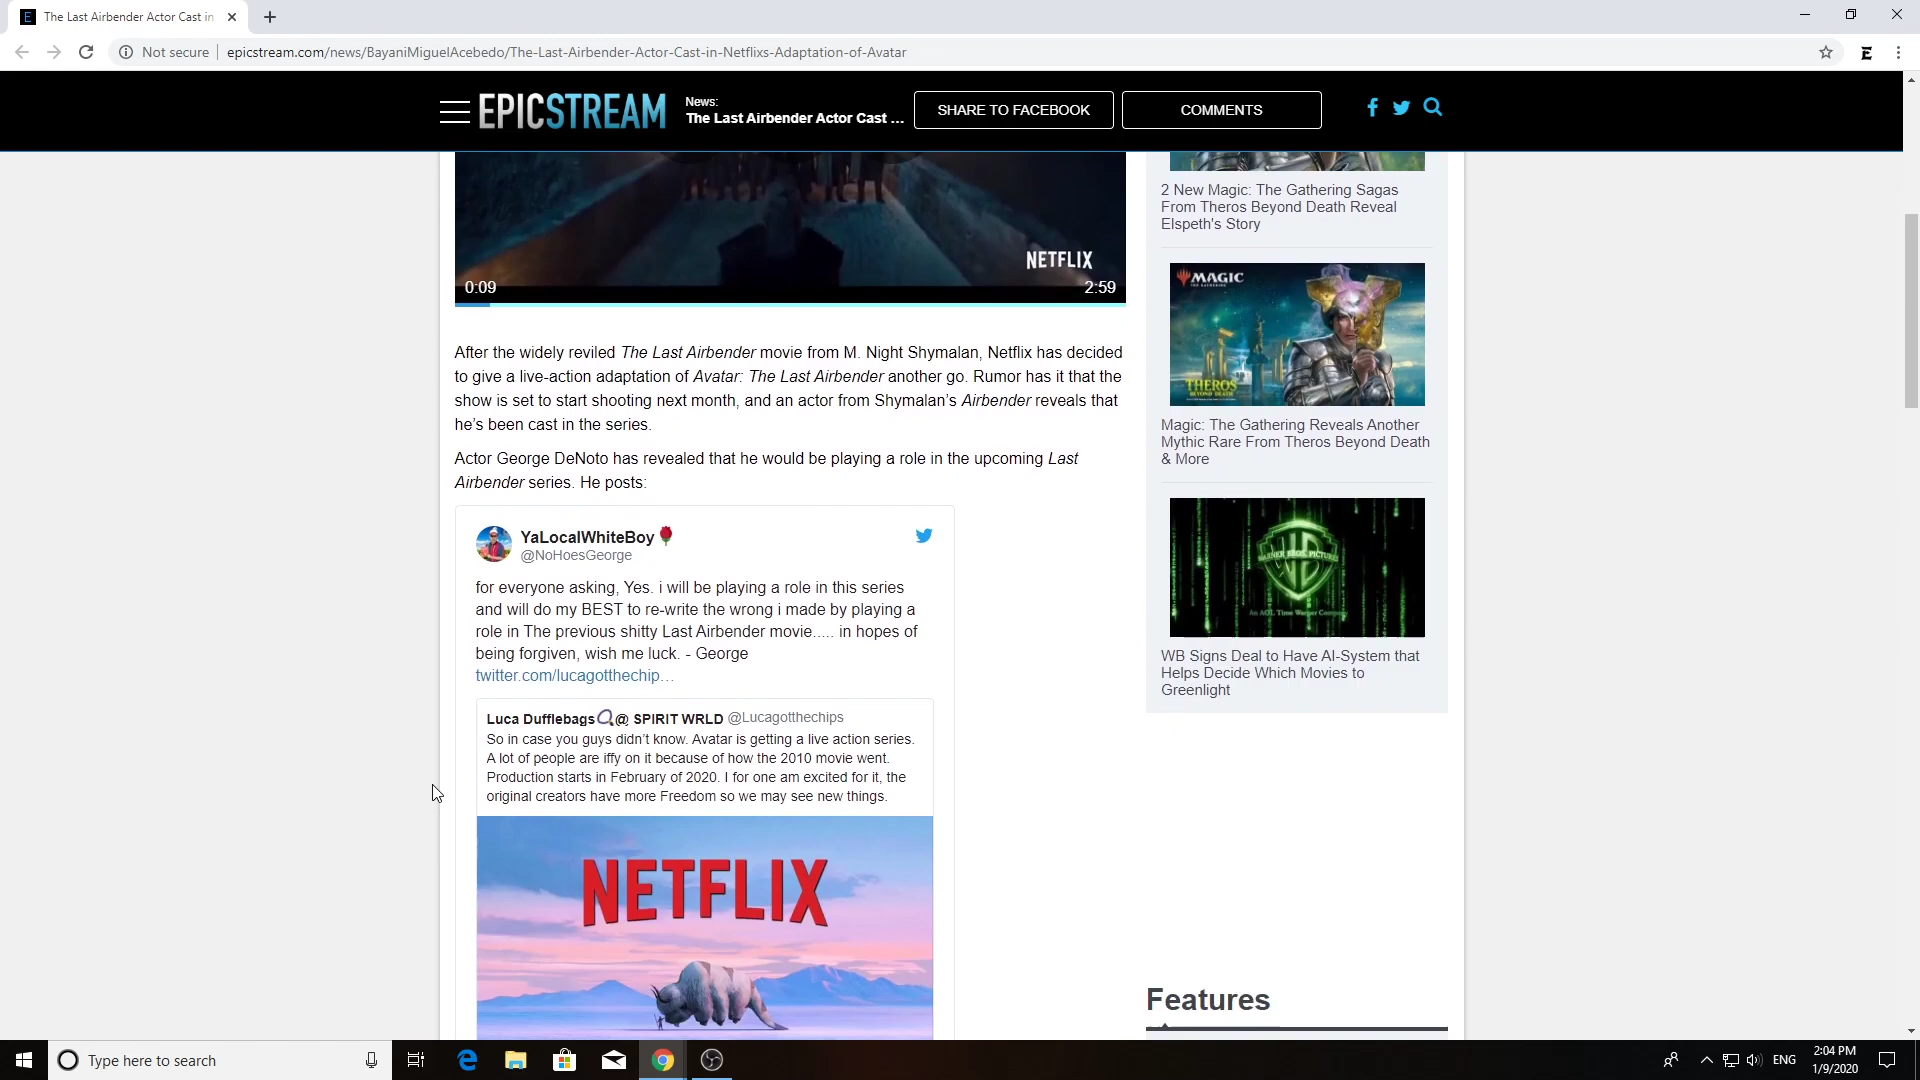 The Last Airbender Actor Cast in
Not secure
epicstream.com/news/BayaniMiguelAcebedo/The-Last-Airbender-Actor-Cast-in-Netflixs-Adaptation-of-Avatar
EPICSTREAM
News:
The Last Airbender Actor Cast ...
SHARE TO FACEBOOK
COMMENTS
NETFLIX
0:09
2:59
After the widely reviled The Last Airbender movie from M. Night Shymalan, Netflix has decided
to give a live-action adaptation of Avatar: The Last Airbender another go. Rumor has it that the
show is set to start shooting next month, and an actor from Shymalan's Airbender reveals that
he's been cast in the series.
Actor George DeNoto has revealed that he would be playing a role in the upcoming Last
Airbender series. He posts:
YaLocalWhiteBoy🌹
@NoHoesGeorge
for everyone asking, Yes. i will be playing a role in this series
and will do my BEST to re-write the wrong i made by playing a
role in The previous shitty Last Airbender movie..... in hopes of
being forgiven, wish me luck. - George
twitter.com/lucagotthechip…
Luca Dufflebags @ SPIRIT WRLD @Lucagotthechips
So in case you guys didn't know. Avatar is getting a live action series.
A lot of people are iffy on it because of how the 2010 movie went.
Production starts in February of 2020. I for one am excited for it, the
original creators have more Freedom so we may see new things.
NETFLIX
2 New Magic: The Gathering Sagas
From Theros Beyond Death Reveal
Elspeth's Story
MAGIC
THEROS
BEYOND DEATH
Magic: The Gathering Reveals Another
Mythic Rare From Theros Beyond Death
& More
WARNER BROS. PICTURES
WB
An AOL Time Warner Company
WB Signs Deal to Have AI-System that
Helps Decide Which Movies to
Greenlight
Features
Type here to search
ENG
2:04 PM
1/9/2020